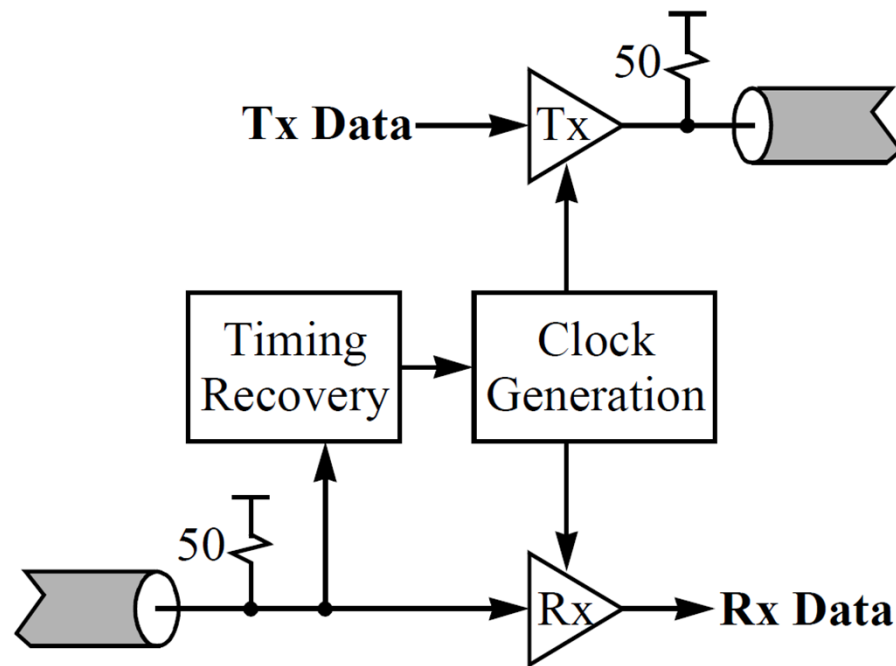 50
Tx Data
Tx
Timing
Recovery
Clock
Generation
50
Rx
Rx Data